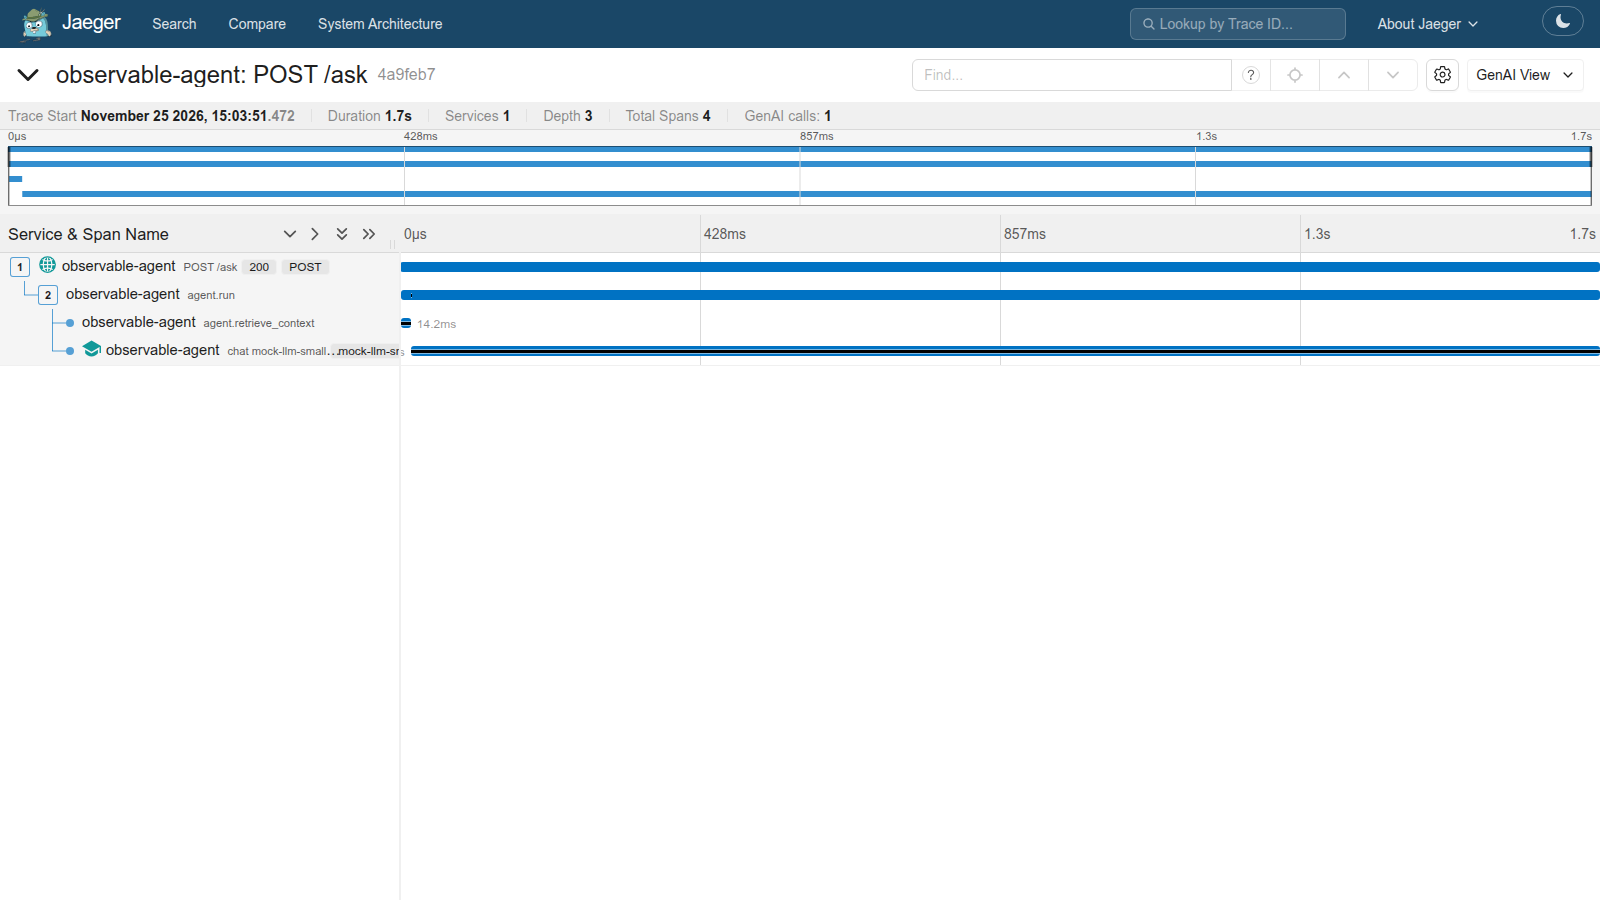 Jaeger Search Compare System Architecture Lookup by Trace ID... About Jaeger
observable-agent: POST /ask 4a9feb7 Find... ? GenAI View
Trace Start November 25 2026, 15:03:51.472 Duration 1.7s Services 1 Depth 3 Total Spans 4 GenAI calls: 1
0μs 428ms 857ms 1.3s 1.7s
Service & Span Name 0μs 428ms 857ms 1.3s 1.7s
1 observable-agent POST /ask 200 POST
2 observable-agent agent.run
observable-agent agent.retrieve_context 14.2ms
observable-agent chat mock-llm-small...